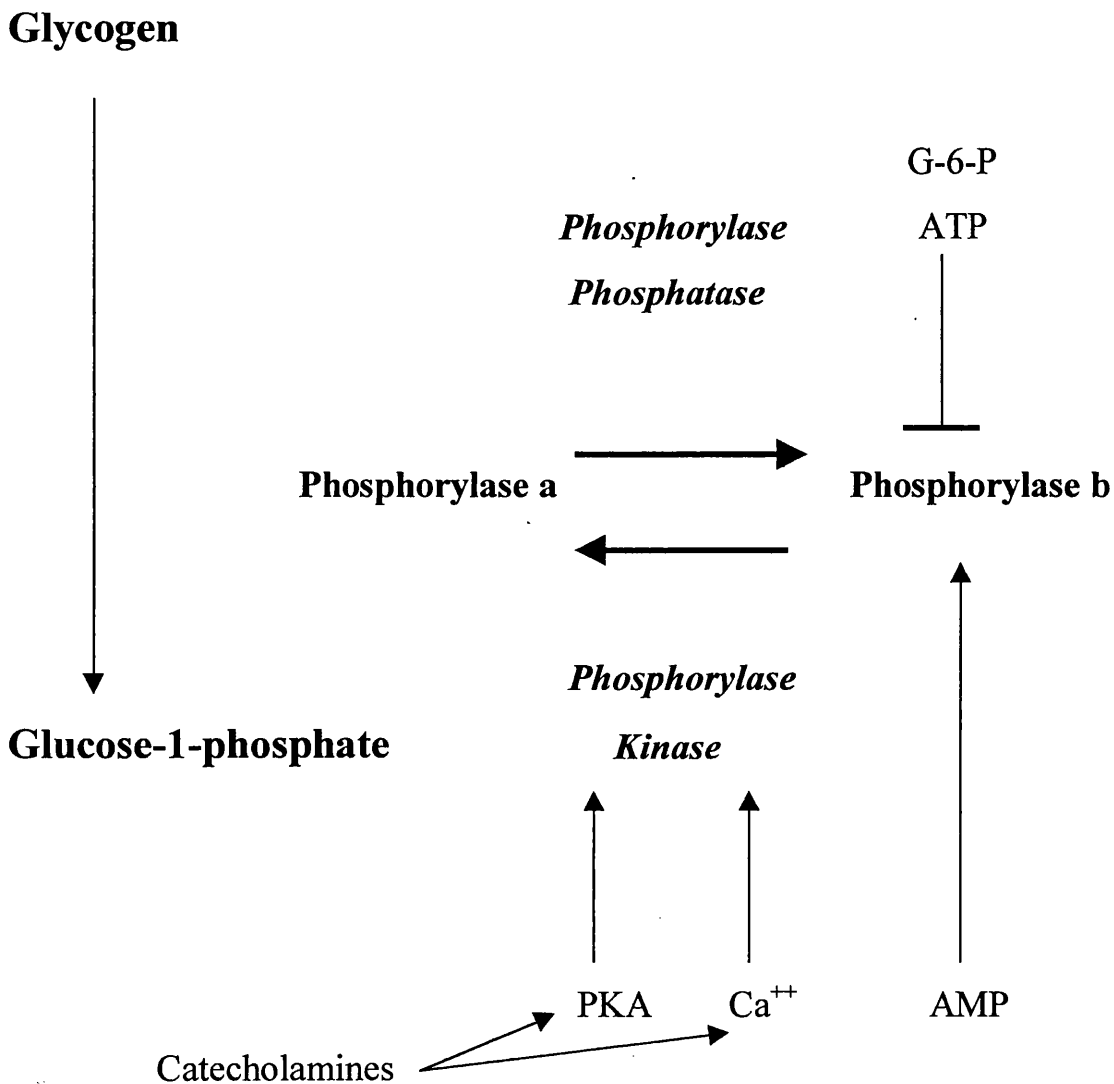 Glycogen
G-6-P
Phosphorylase
ATP
Phosphatase
Phosphorylase a
Phosphorylase b
Phosphorylase
Glucose-1-phosphate
Kinase
PKA
Ca++
AMP
Catecholamines